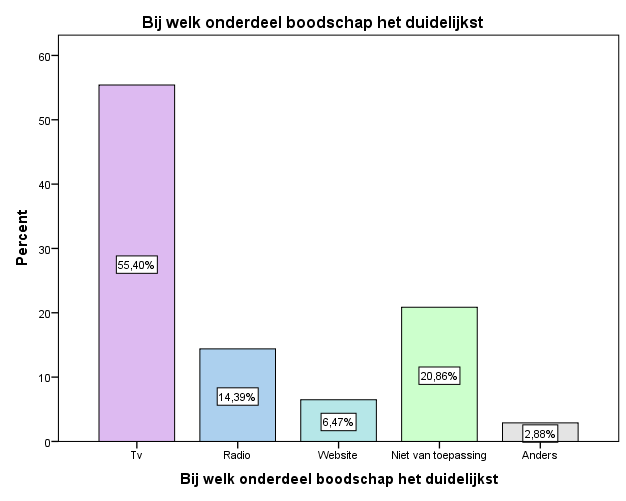 Bij welk onderdeel boodschap het duidelijkst
Percent
60
50
40
30
20
10
0
55,40%
14,39%
6,47%
20,86%
2,88%
Tv
Radio
Website
Niet van toepassing
Anders
Bij welk onderdeel boodschap het duidelijkst